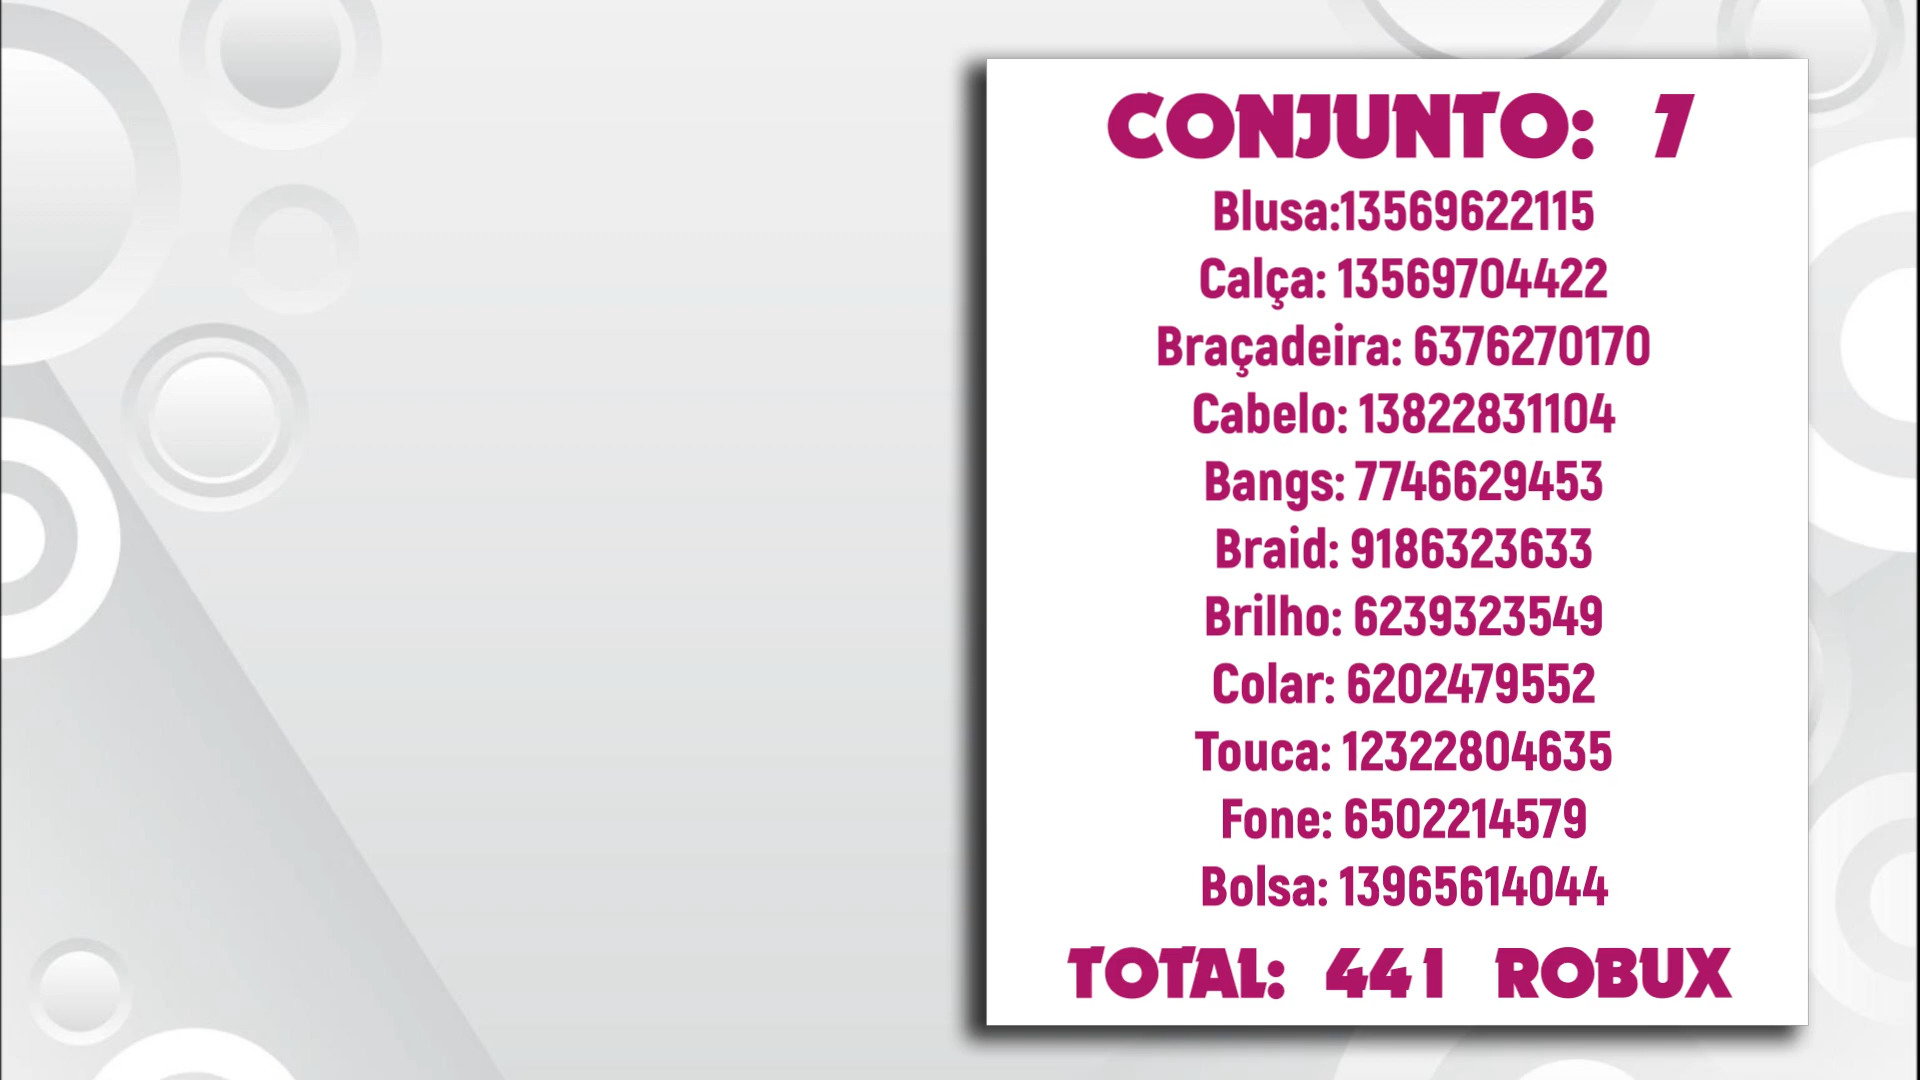 CONJUNTO: 7
Blusa:13569622115
Calça: 13569704422
Braçadeira: 6376270170
Cabelo: 13822831104
Bangs: 7746629453
Braid: 9186323633
Brilho: 6239323549
Colar: 6202479552
Touca: 12322804635
Fone: 6502214579
Bolsa: 13965614044
TOTAL: 441 ROBUX